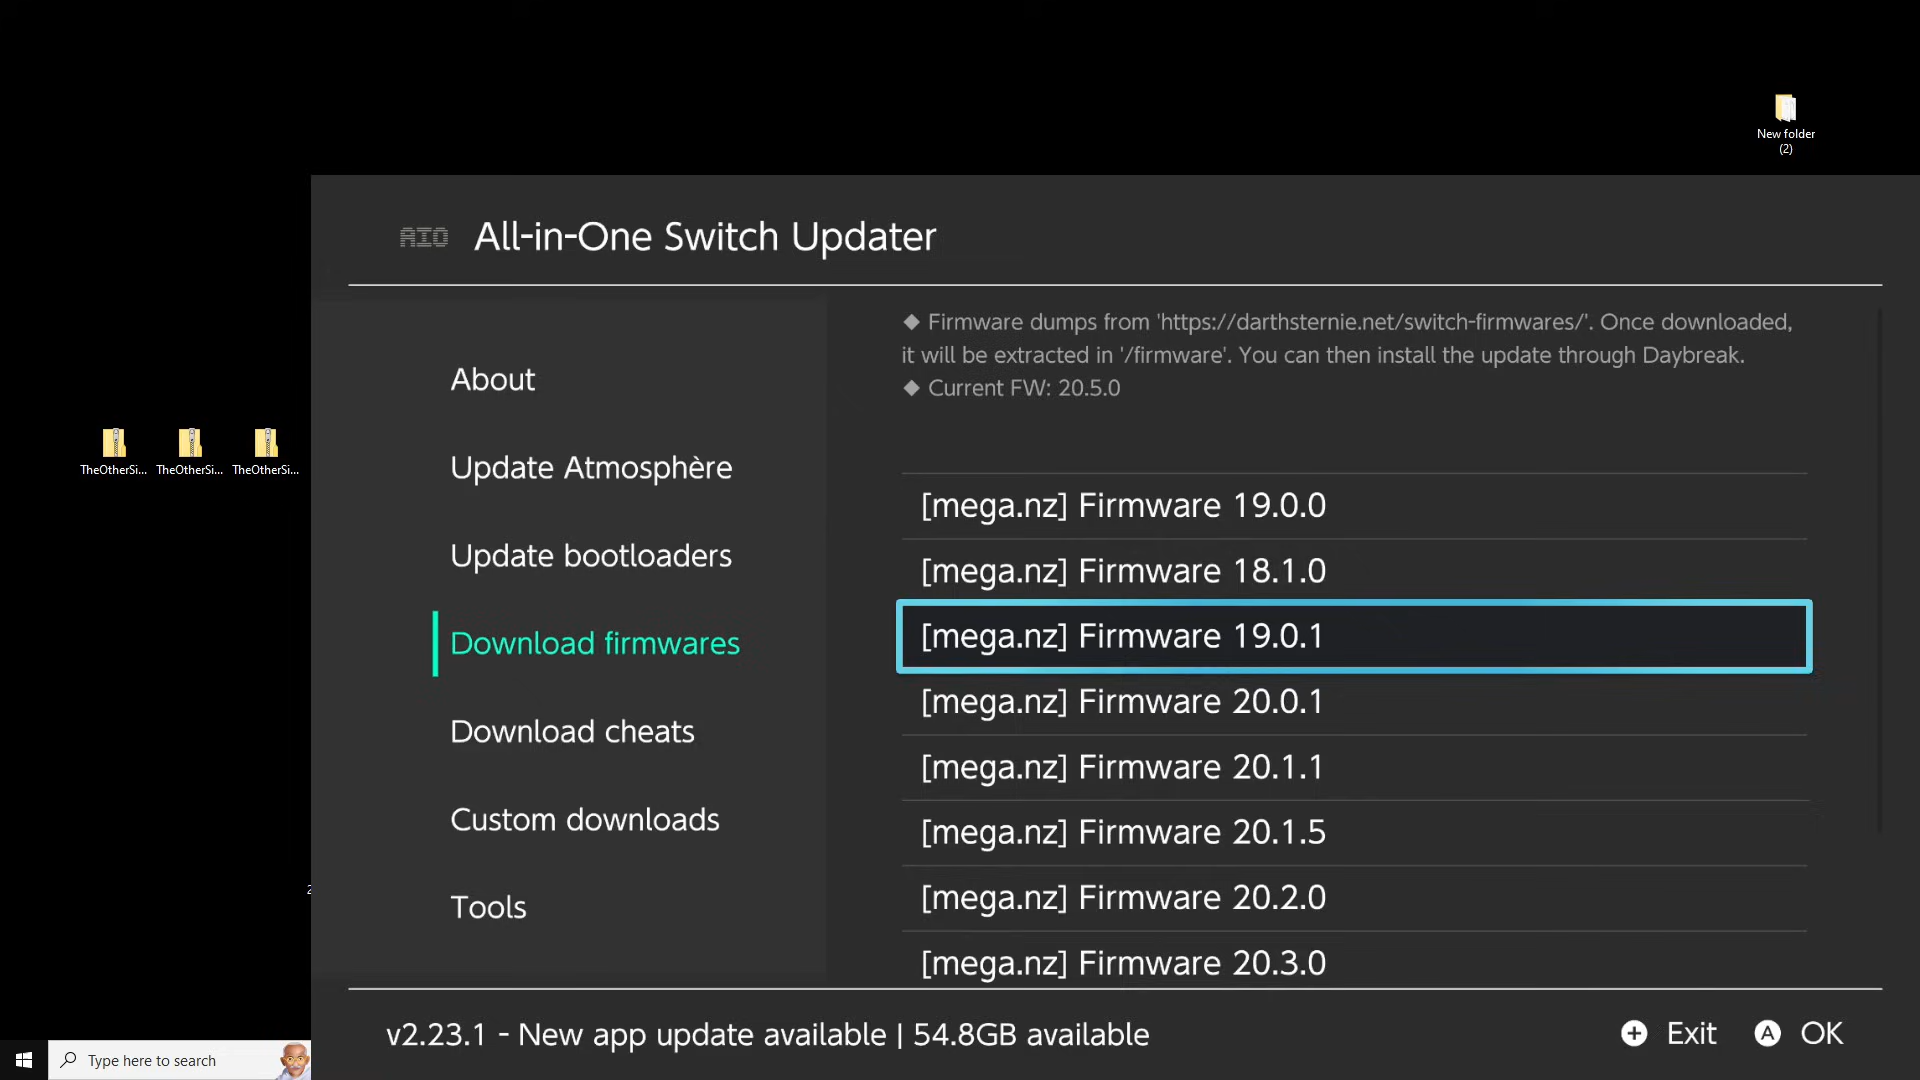 New folder
(2)
AIO All-in-One Switch Updater
◆ Firmware dumps from 'https://darthsternie.net/switch-firmwares/'. Once downloaded,
it will be extracted in '/firmware'. You can then install the update through Daybreak.
◆ Current FW: 20.5.0
About
Update Atmosphère
Update bootloaders
Download firmwares
Download cheats
Custom downloads
Tools
[mega.nz] Firmware 19.0.0
[mega.nz] Firmware 18.1.0
[mega.nz] Firmware 19.0.1
[mega.nz] Firmware 20.0.1
[mega.nz] Firmware 20.1.1
[mega.nz] Firmware 20.1.5
[mega.nz] Firmware 20.2.0
[mega.nz] Firmware 20.3.0
TheOtherSi... TheOtherSi... TheOtherSi...
v2.23.1 - New app update available | 54.8GB available
Exit A OK
Type here to search